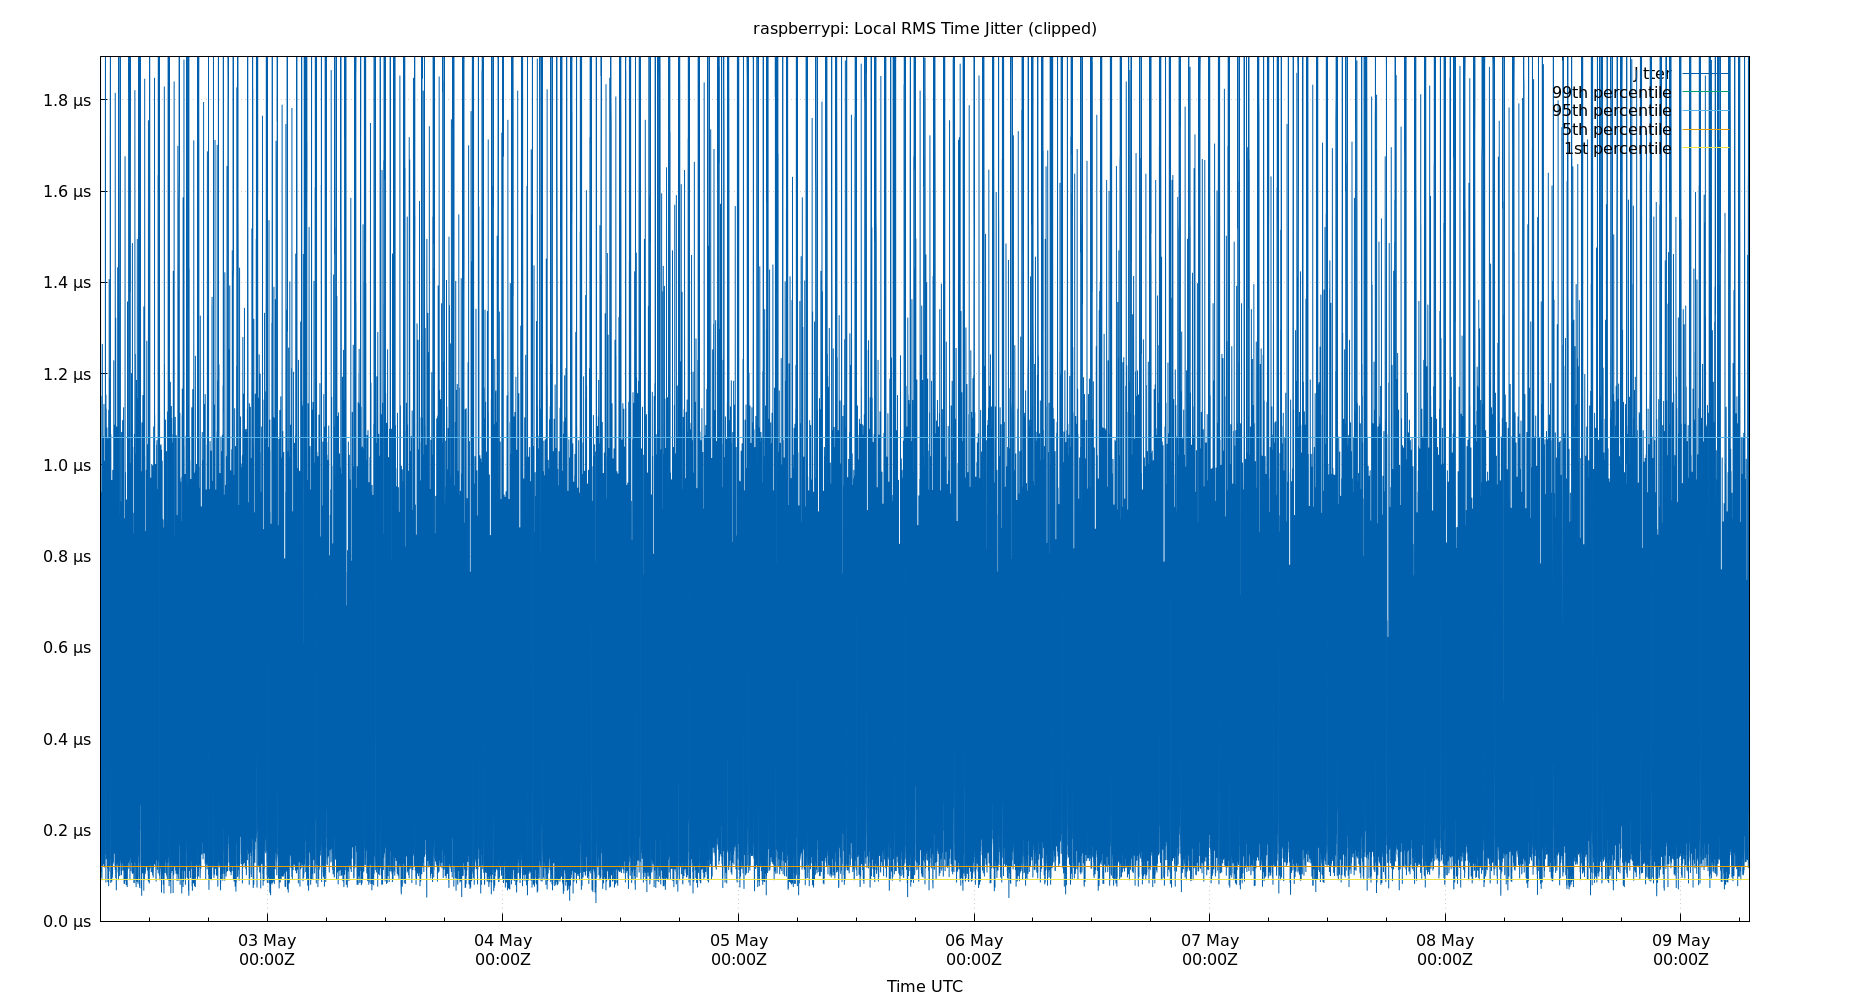 raspberrypi: Local RMS Time Jitter (clipped)
Jitter
99th percentile
95th percentile
5th percentile
1st percentile
1.8 µs
1.6 µs
1.4 µs
1.2 µs
1.0 µs
0.8 µs
0.6 µs
0.4 µs
0.2 µs
0.0 µs
03 May 04 May 05 May 06 May 07 May 08 May 09 May
00:00Z 00:00Z 00:00Z 00:00Z 00:00Z 00:00Z 00:00Z
Time UTC